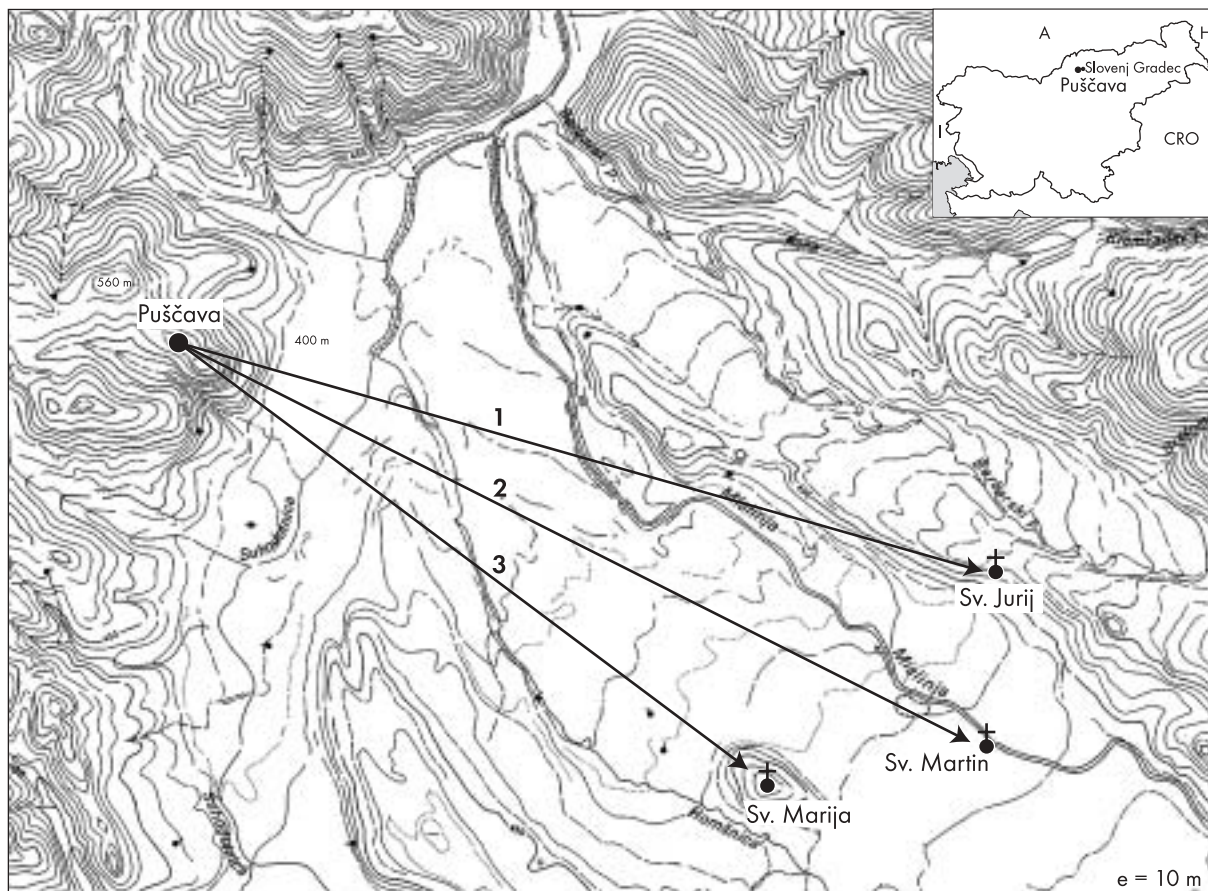 A
H
Slovenj Gradec
Puščava
I
CRO
560 m
Puščava
400 m
1
2
3
Mislinja
Suhodolnica
Sv. Jurij
Mislinja
Sv. Martin
Sv. Marija
Homšnica
e = 10 m